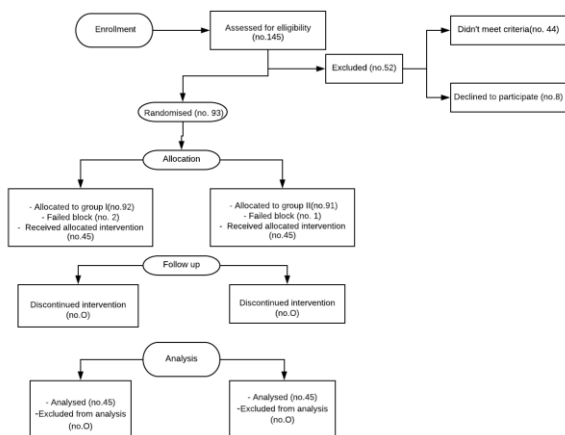 Enrollment
Assessed for elligibility
(no.145)
Didn't meet criteria(no. 44)
Excluded (no.52)
Declined to participate (no.8)
Randomised (no. 93)
Allocation
- Allocated to group I(no.92)
- Failed block (no. 2)
- Received allocated intervention
(no.45)
- Allocated to group II(no.91)
- Failed block (no. 1)
- Received allocated intervention
(no.45)
Follow up
Discontinued intervention
(no.O)
Discontinued intervention
(no.O)
Analysis
- Analysed (no.45)
-Excluded from analysis
(no.O)
- Analysed (no.45)
-Excluded from analysis
(no.O)